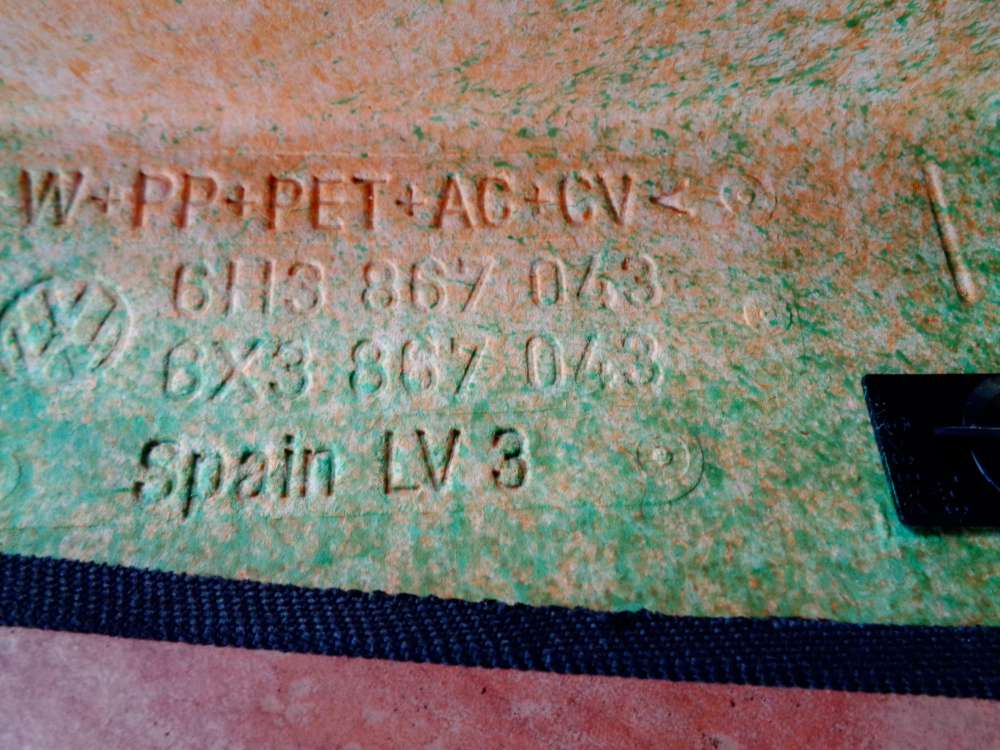 W+PP+PET+AC+CV<
6H3 867 043
6X3 867 043
Spain LV 3